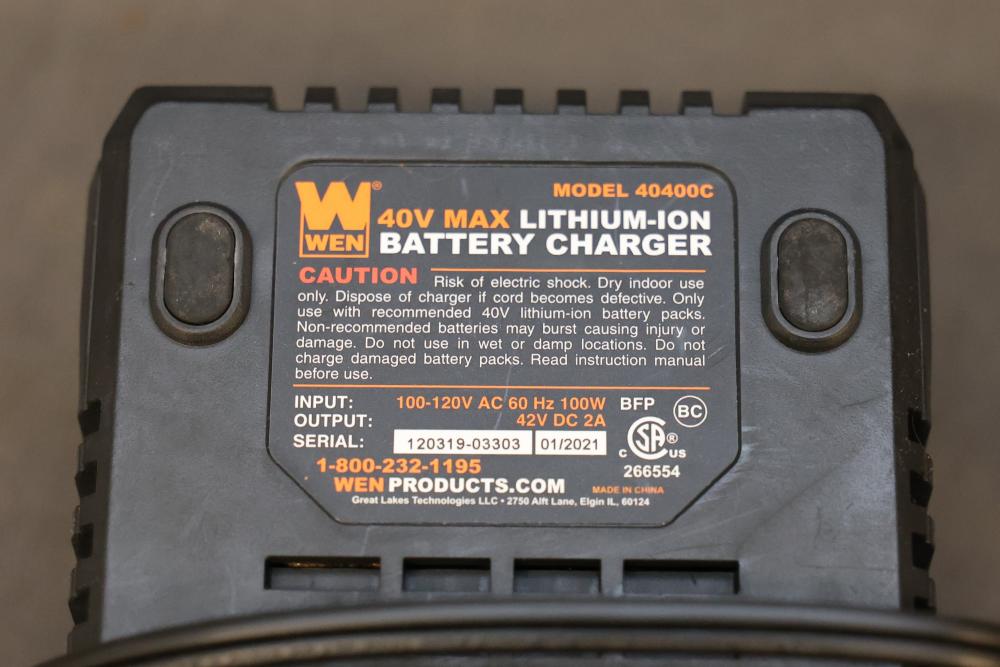 W® MODEL 40400C
WEN 40V MAX LITHIUM-ION
BATTERY CHARGER
CAUTION Risk of electric shock. Dry indoor use
only. Dispose of charger if cord becomes defective. Only
use with recommended 40V lithium-ion battery packs.
Non-recommended batteries may burst causing injury or
damage. Do not use in wet or damp locations. Do not
charge damaged battery packs. Read instruction manual
before use.
INPUT: 100-120V AC 60 Hz 100W BFP BC
OUTPUT: 42V DC 2A
SERIAL: 120319-03303 01/2021 C SA® US
266554
1-800-232-1195
WENPRODUCTS.COM MADE IN CHINA
Great Lakes Technologies LLC • 2750 Alft Lane, Elgin IL, 60124